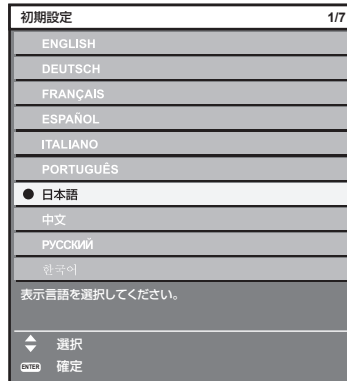 初期設定 1/7
ENGLISH
DEUTSCH
FRANÇAIS
ESPAÑOL
ITALIANO
PORTUGUÊS
日本語
中文
РУССКИЙ
한국어
表示言語を選択してください。
選択
ENTER 確定